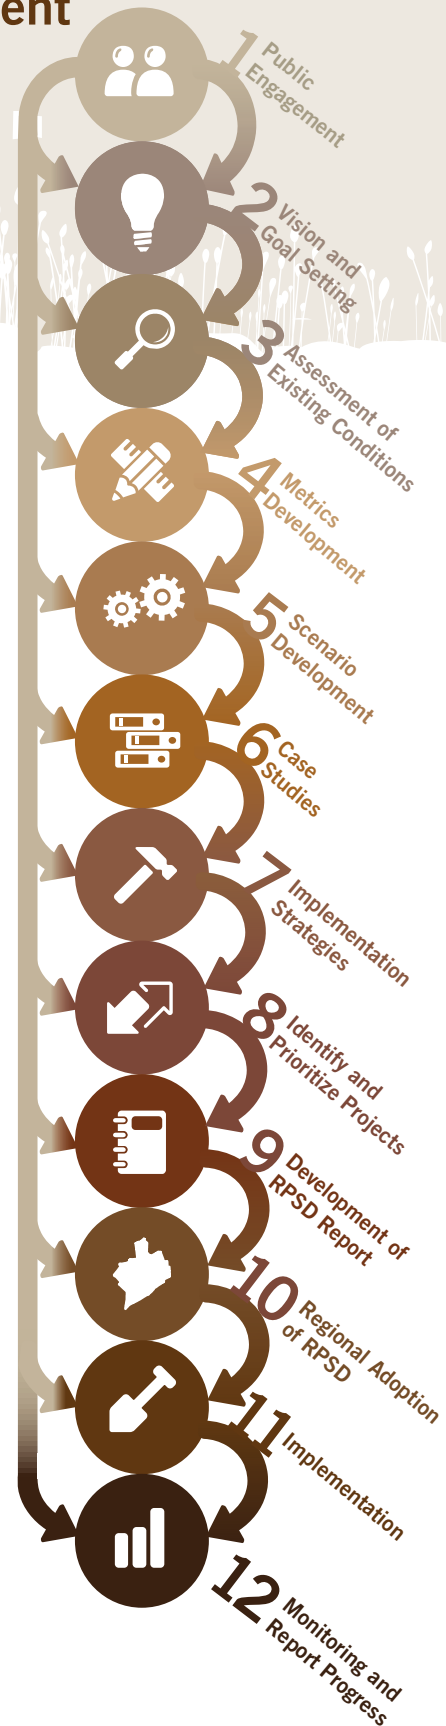 ent
1 Public
Engagement
2 Vision and
Goal Setting
3 Assessment of
Existing Conditions
4 Metrics
Development
5 Scenario
Development
6 Case
Studies
7 Implementation
Strategies
8 Identify and
Prioritize Projects
9 Development of
RPSD Report
10 Regional Adoption
of RPSD
11 Implementation
12 Monitoring and
Report Progress